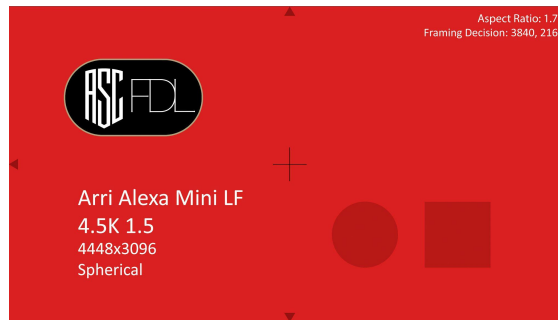 Aspect Ratio: 1.7
Framing Decision: 3840, 216
ASC FDL
Arri Alexa Mini LF
4.5K 1.5
4448x3096
Spherical